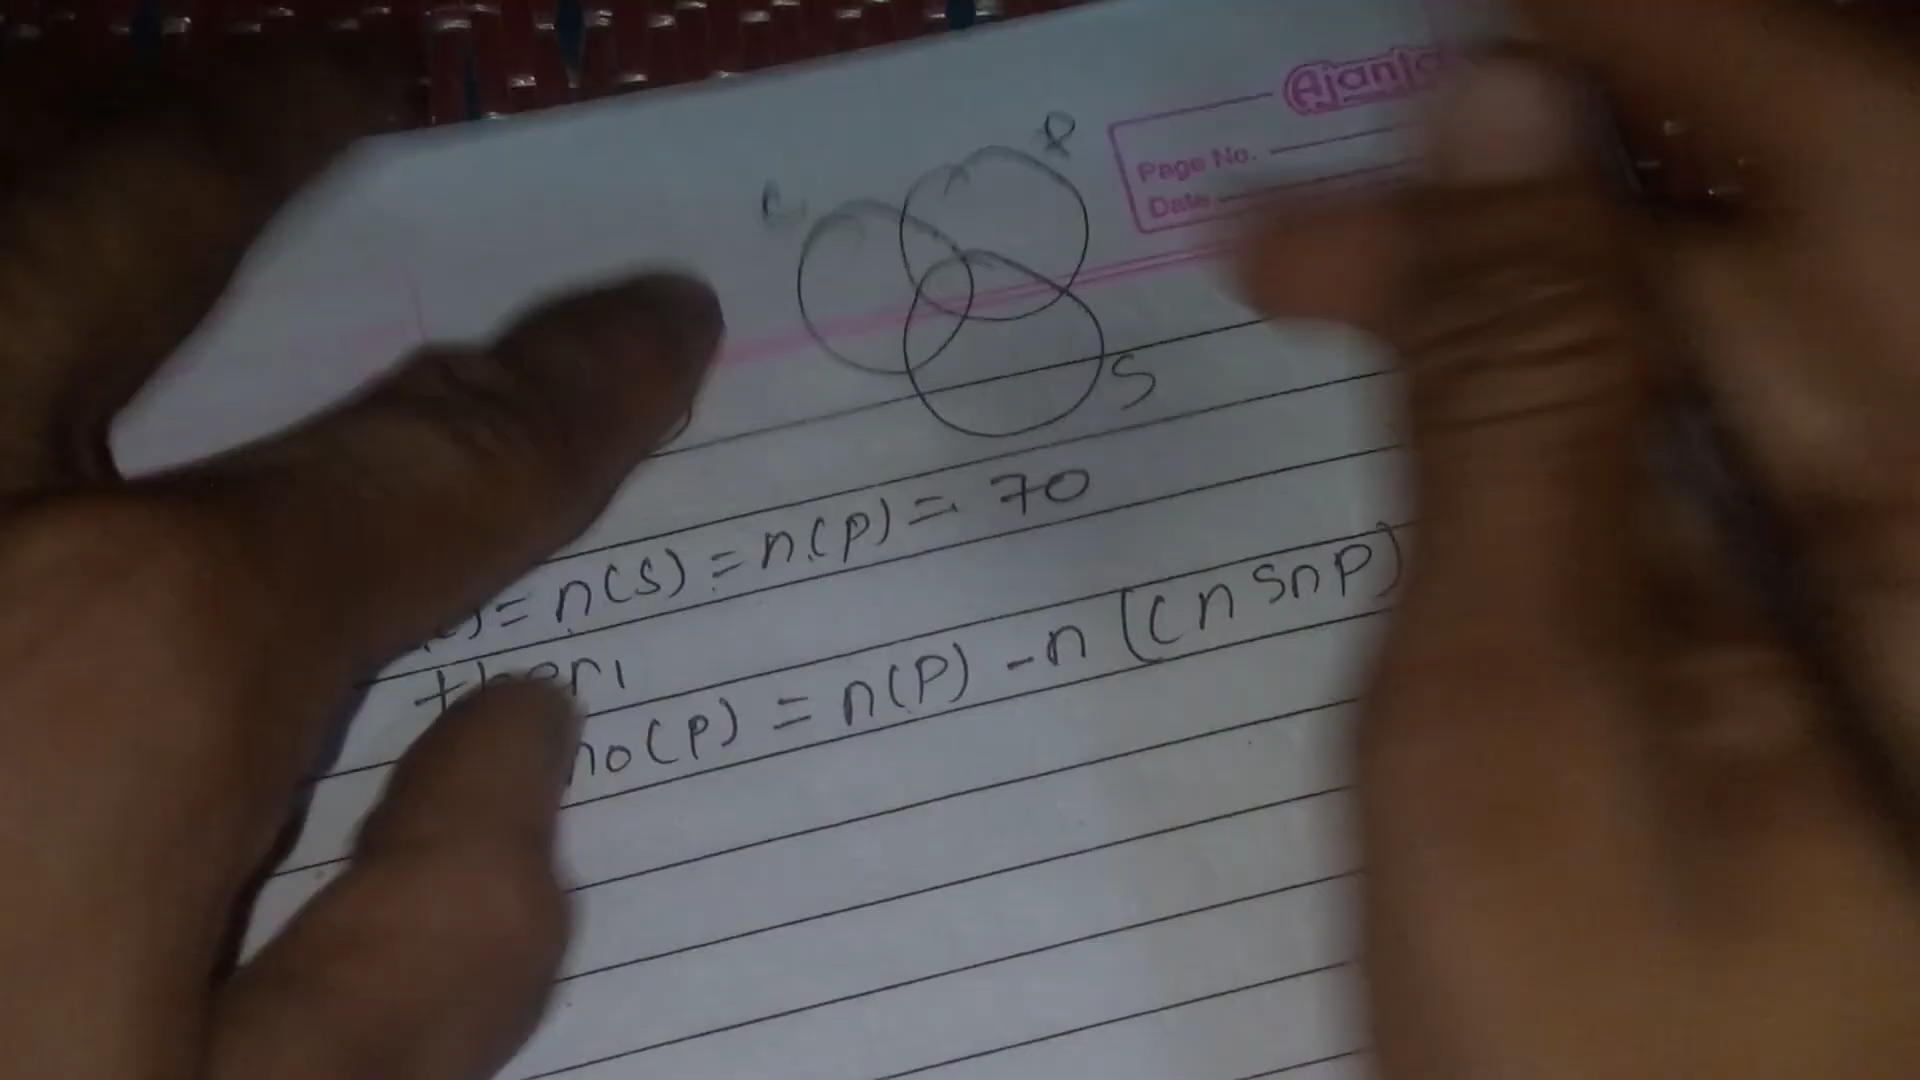 Ajanta
Page No.
Date
P
C
S
) = n(S) = n(P) = 70
then,
no(P) = n(P) - n (C n S n P)